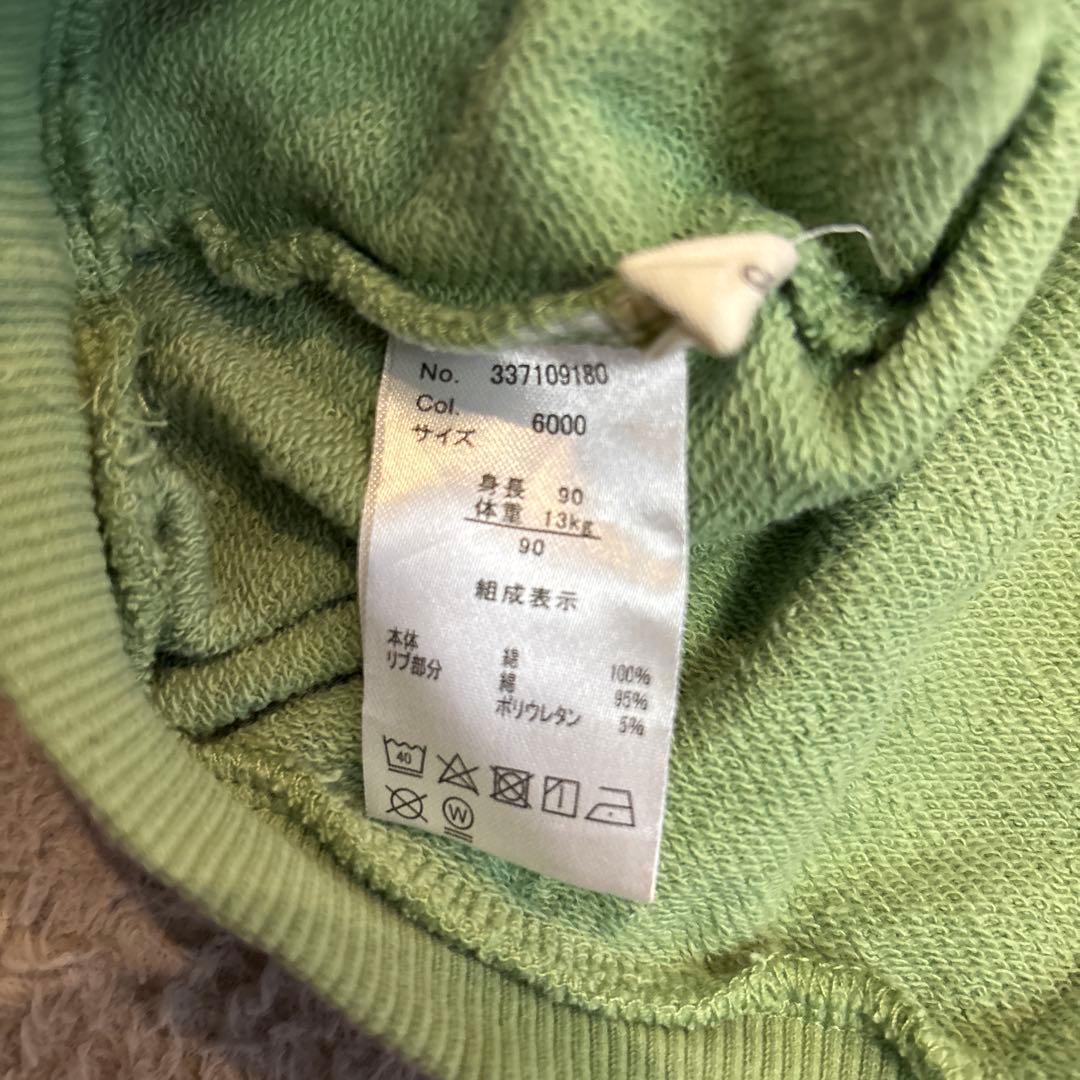 No. 337109180
Col. 6000
サイズ
身長 90
体重 13kg
90
組成表示
本体 綿 100%
リブ部分 綿 95%
ポリウレタン 5%
40
W